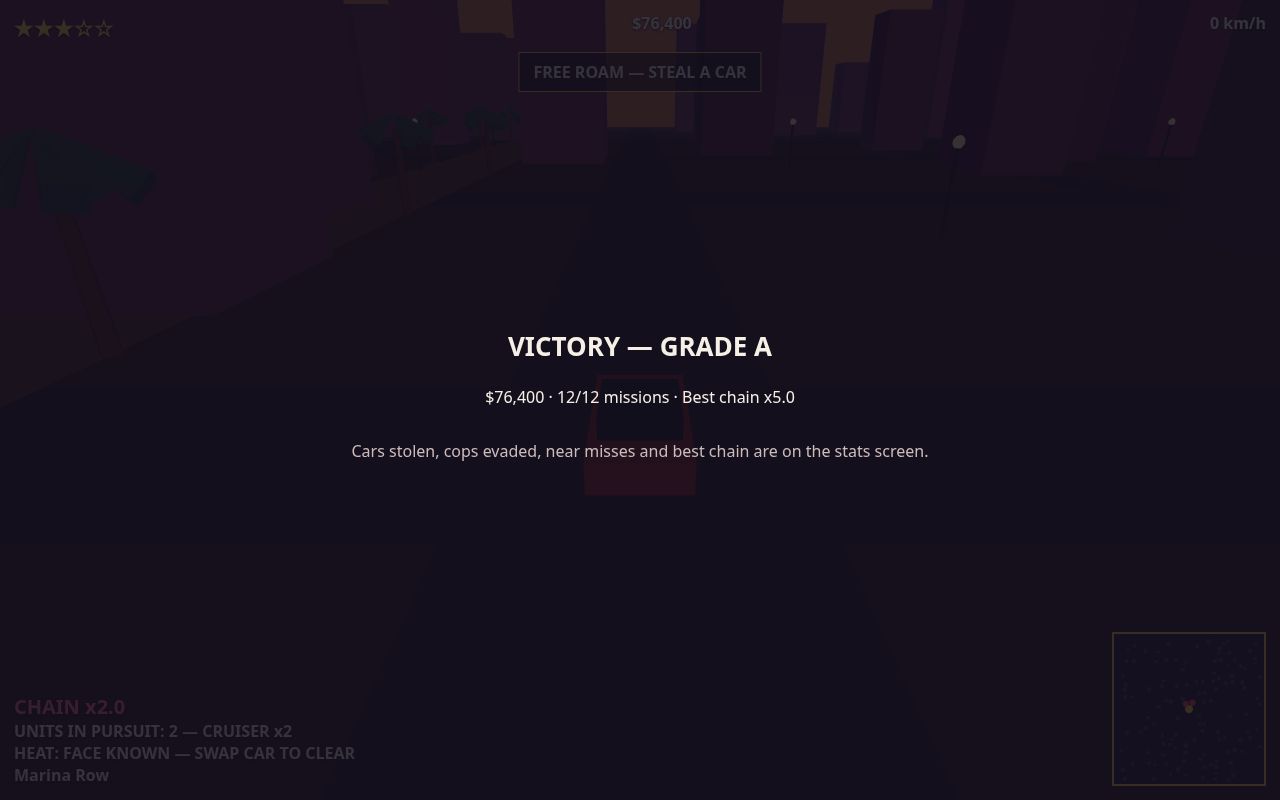 ★★★☆☆
$76,400
0 km/h
FREE ROAM — STEAL A CAR
VICTORY — GRADE A
$76,400 · 12/12 missions · Best chain x5.0
Cars stolen, cops evaded, near misses and best chain are on the stats screen.
CHAIN x2.0
UNITS IN PURSUIT: 2 — CRUISER x2
HEAT: FACE KNOWN — SWAP CAR TO CLEAR
Marina Row